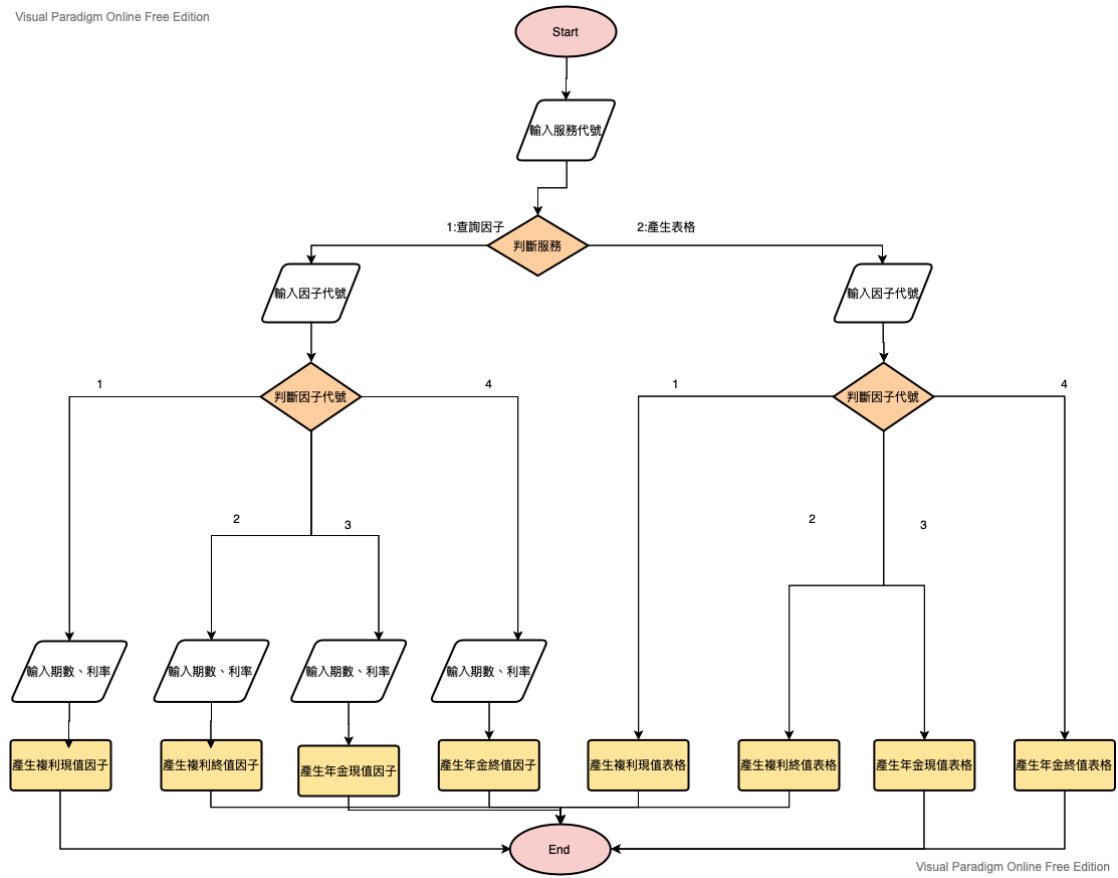 Visual Paradigm Online Free Edition
Start
輸入服務代號
1:查詢因子
2:產生表格
判斷服務
輸入因子代號
輸入因子代號
1
4
1
4
判斷因子代號
判斷因子代號
2
3
2
3
輸入期數、利率
輸入期數、利率
輸入期數、利率
輸入期數、利率
產生複利現值因子
產生複利終值因子
產生年金現值因子
產生年金終值因子
產生複利現值表格
產生複利終值表格
產生年金現值表格
產生年金終值表格
End
Visual Paradigm Online Free Edition